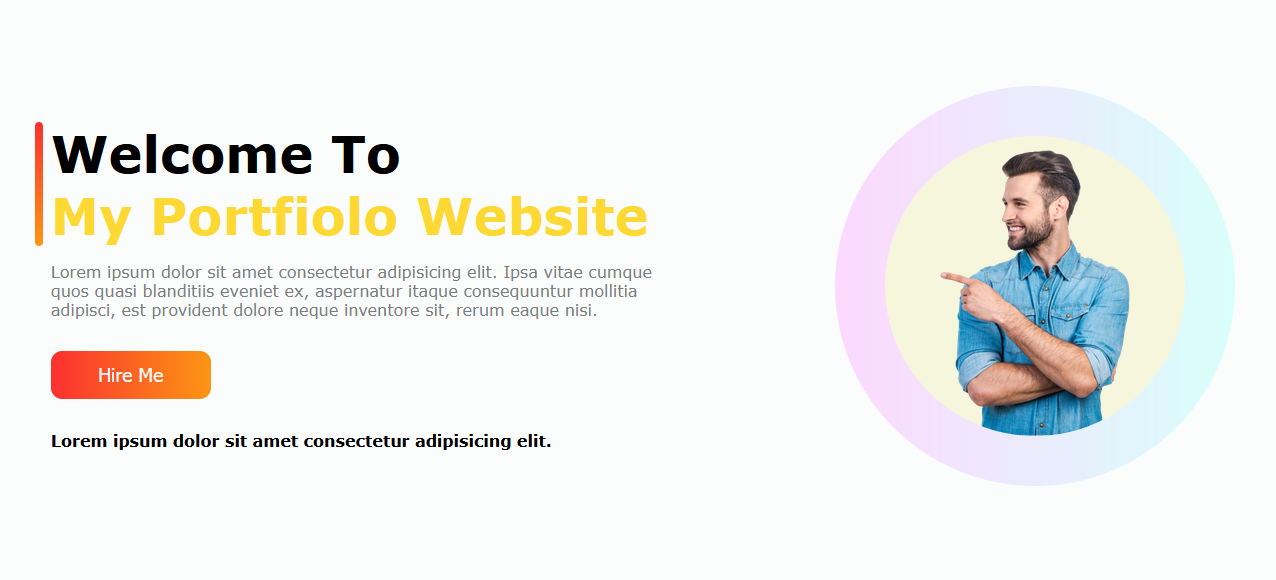 Welcome To
My Portfiolo Website
Lorem ipsum dolor sit amet consectetur adipisicing elit. Ipsa vitae cumque
quos quasi blanditiis eveniet ex, aspernatur itaque consequuntur mollitia
adipisci, est provident dolore neque inventore sit, rerum eaque nisi.
Hire Me
Lorem ipsum dolor sit amet consectetur adipisicing elit.